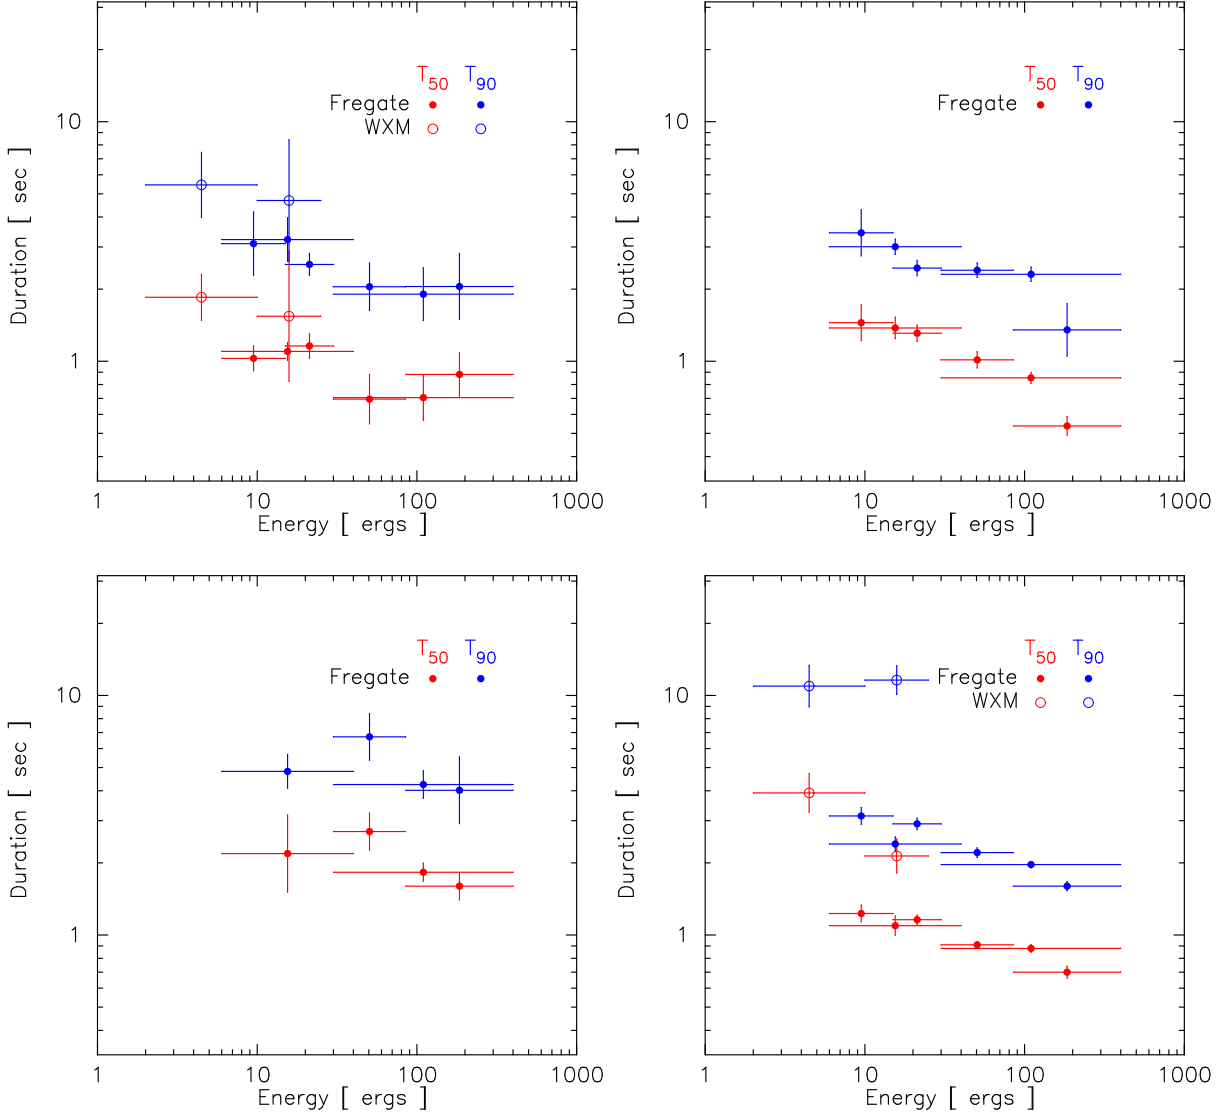 T50 T90
Fregate
WXM
10
1
Duration [ sec ]
1 10 100 1000
Energy [ ergs ]
T50 T90
Fregate
10
1
Duration [ sec ]
1 10 100 1000
Energy [ ergs ]
T50 T90
Fregate
10
1
Duration [ sec ]
1 10 100 1000
Energy [ ergs ]
T50 T90
Fregate
WXM
10
1
Duration [ sec ]
1 10 100 1000
Energy [ ergs ]